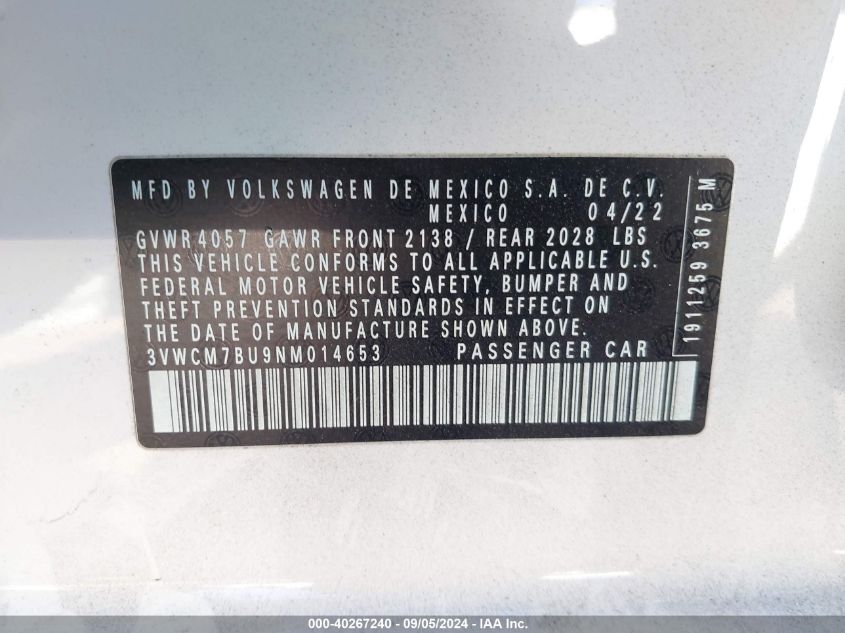 MFD BY VOLKSWAGEN DE MEXICO S.A. DE C.V.
MEXICO 04/22
GVWR4057 GAWR FRONT 2138 / REAR 2028 LBS
THIS VEHICLE CONFORMS TO ALL APPLICABLE U.S.
FEDERAL MOTOR VEHICLE SAFETY, BUMPER AND
THEFT PREVENTION STANDARDS IN EFFECT ON
THE DATE OF MANUFACTURE SHOWN ABOVE.
3VWCM7BU9NM014653 PASSENGER CAR
1911259 3675 M
000-40267240 - 09/05/2024 - IAA Inc.